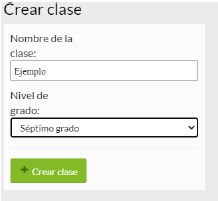 Crear clase
Nombre de la
clase:
Ejemplo
Nivel de
grado:
Séptimo grado
+ Crear clase